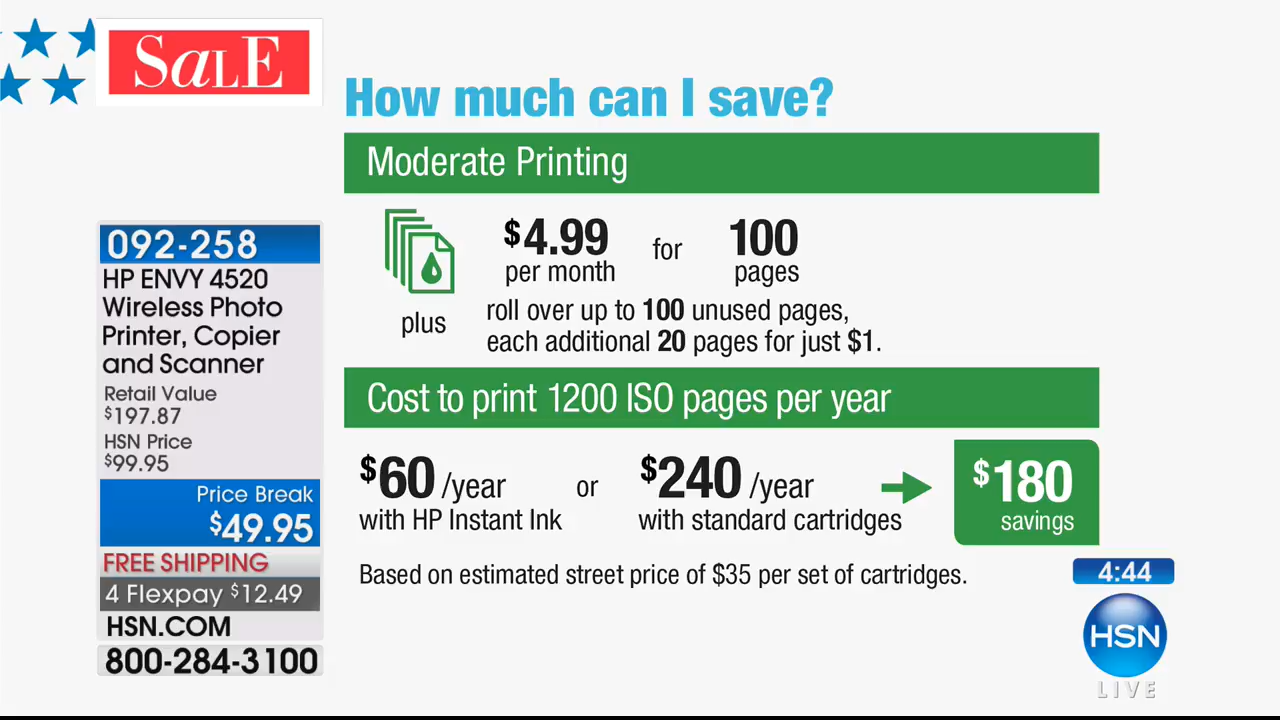 SaLE
How much can I save?
Moderate Printing
$4.99
per month
for
100
pages
plus
roll over up to 100 unused pages,
each additional 20 pages for just $1.
Cost to print 1200 ISO pages per year
$60 /year
with HP Instant Ink
or
$240 /year
with standard cartridges
$180
savings
Based on estimated street price of $35 per set of cartridges.
092-258
HP ENVY 4520
Wireless Photo
Printer, Copier
and Scanner
Retail Value
$197.87
HSN Price
$99.95
Price Break
$49.95
FREE SHIPPING
4 Flexpay $12.49
HSN.COM
800-284-3100
4:44
HSN
LIVE